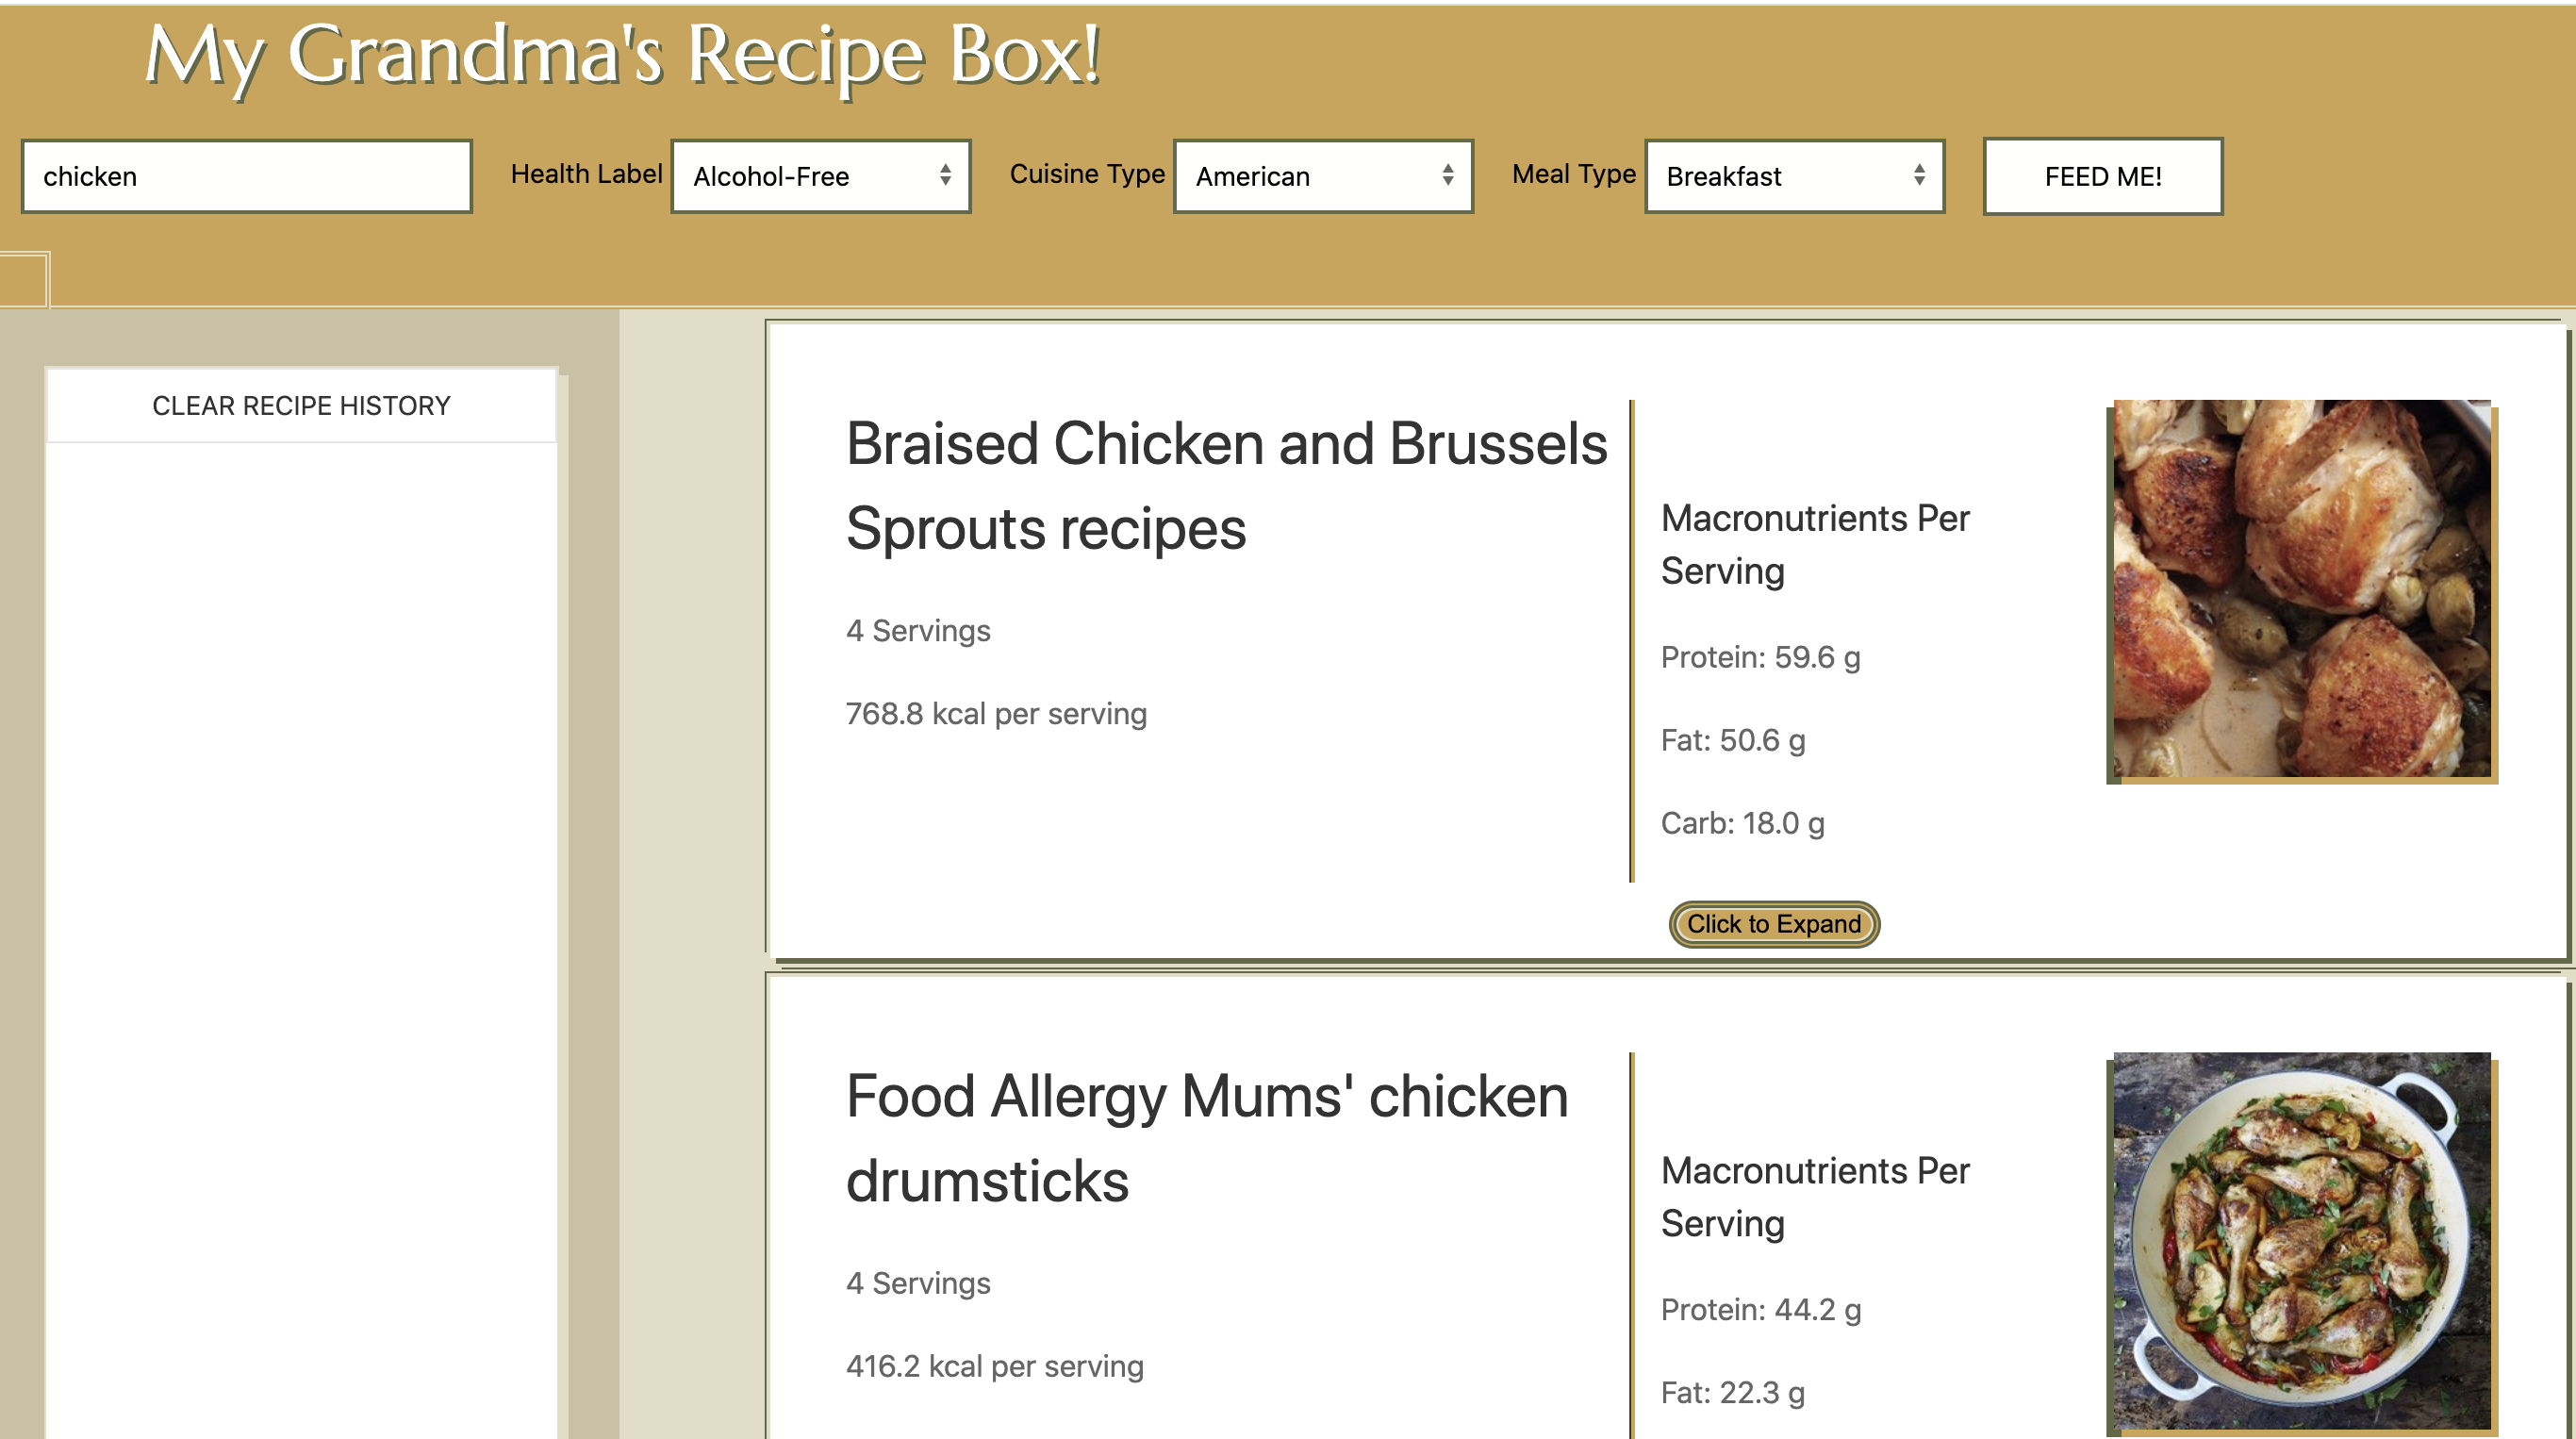 My Grandma's Recipe Box!
chicken
Health Label
Alcohol-Free
Cuisine Type
American
Meal Type
Breakfast
FEED ME!
CLEAR RECIPE HISTORY
Braised Chicken and Brussels
Sprouts recipes
4 Servings
768.8 kcal per serving
Macronutrients Per
Serving
Protein: 59.6 g
Fat: 50.6 g
Carb: 18.0 g
Click to Expand
Food Allergy Mums' chicken
drumsticks
4 Servings
416.2 kcal per serving
Macronutrients Per
Serving
Protein: 44.2 g
Fat: 22.3 g